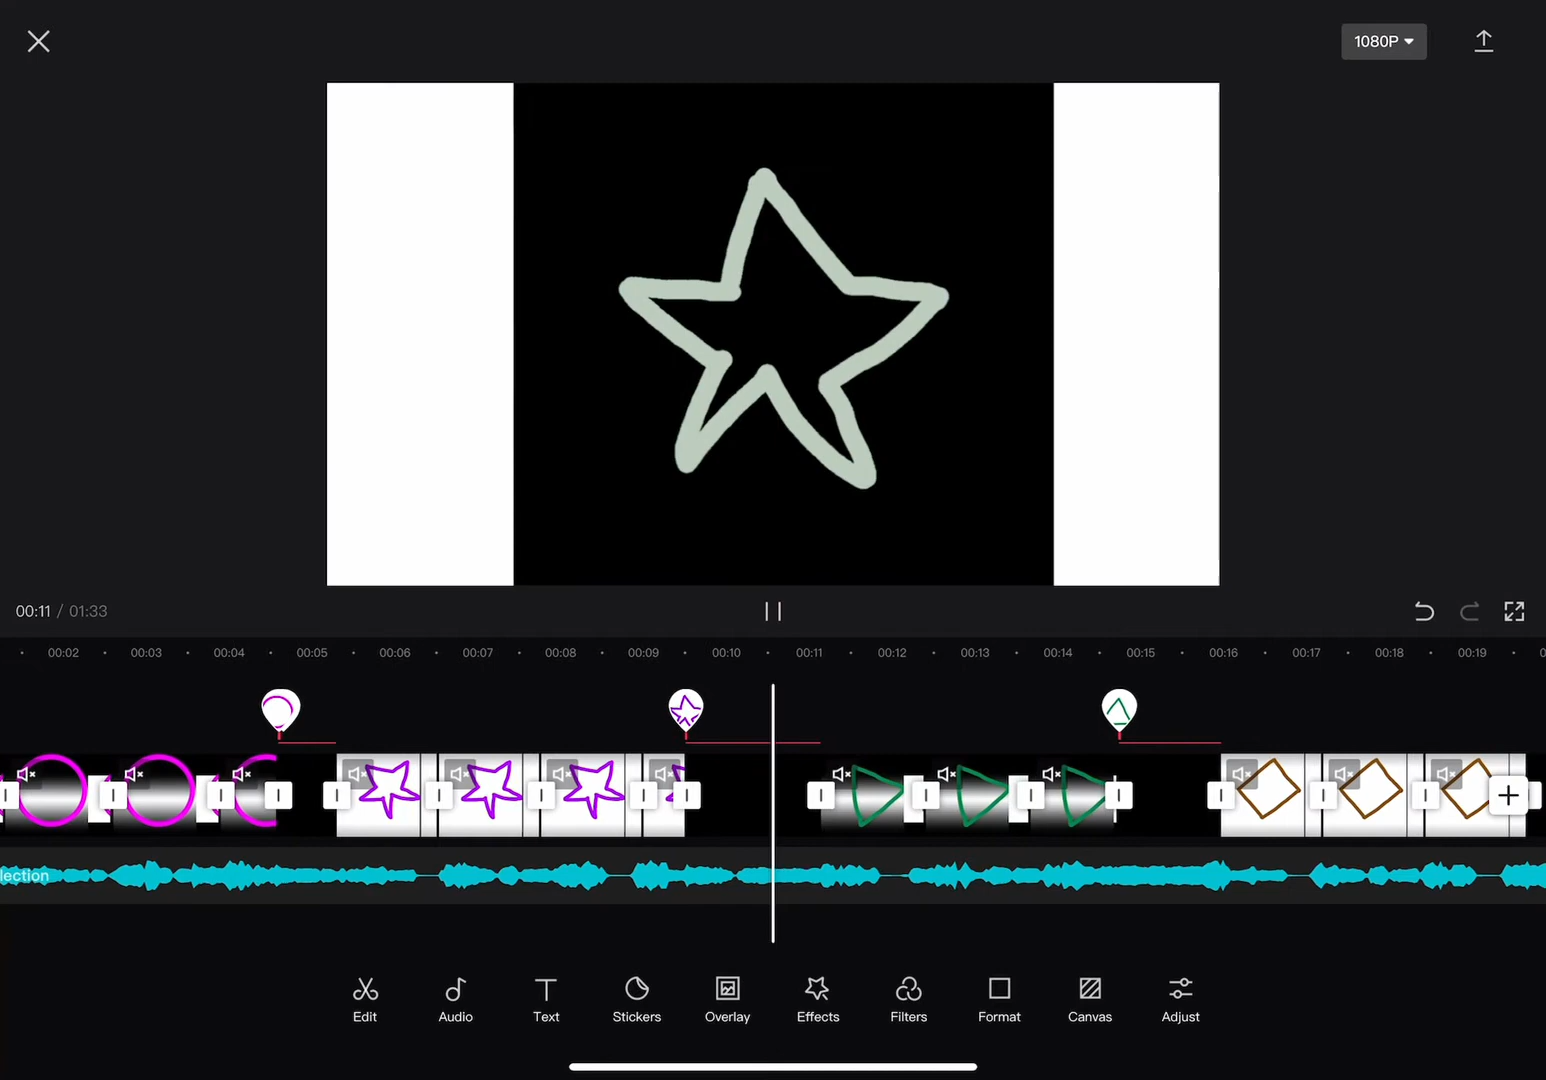 1080P
00:11 / 01:33
00:02 00:03 00:04 00:05 00:06 00:07 00:08 00:09 00:10 00:11 00:12 00:13 00:14 00:15 00:16 00:17 00:18 00:19 0
lection
Edit Audio Text Stickers Overlay Effects Filters Format Canvas Adjust